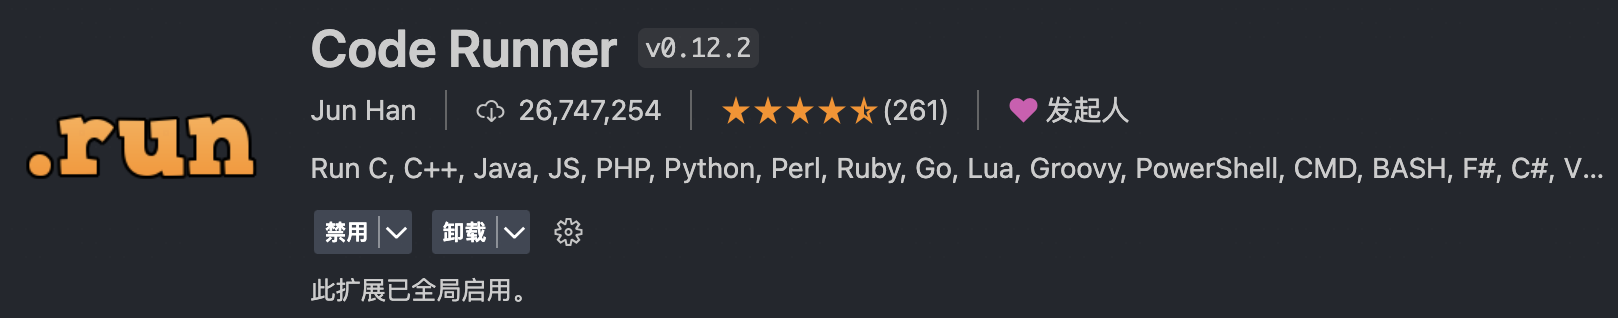 .run
Code Runner v0.12.2
Jun Han 26,747,254 (261) 发起人
Run C, C++, Java, JS, PHP, Python, Perl, Ruby, Go, Lua, Groovy, PowerShell, CMD, BASH, F#, C#, V...
禁用 卸载
此扩展已全局启用。